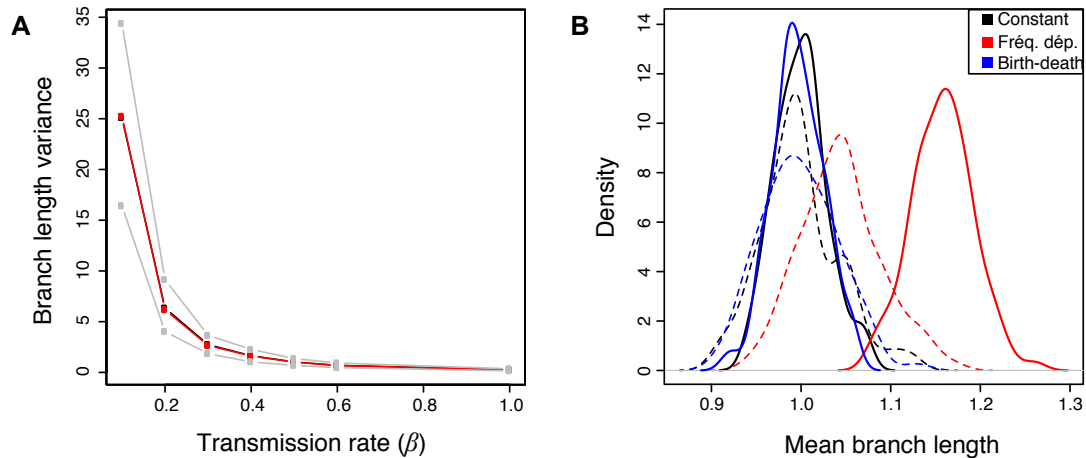 A
35
30
25
20
15
10
5
0
Branch length variance
0.2 0.4 0.6 0.8 1.0
Transmission rate (β)
B
Constant
Fréq. dép.
Birth-death
14
12
10
8
6
4
2
0
Density
0.9 1.0 1.1 1.2 1.3
Mean branch length